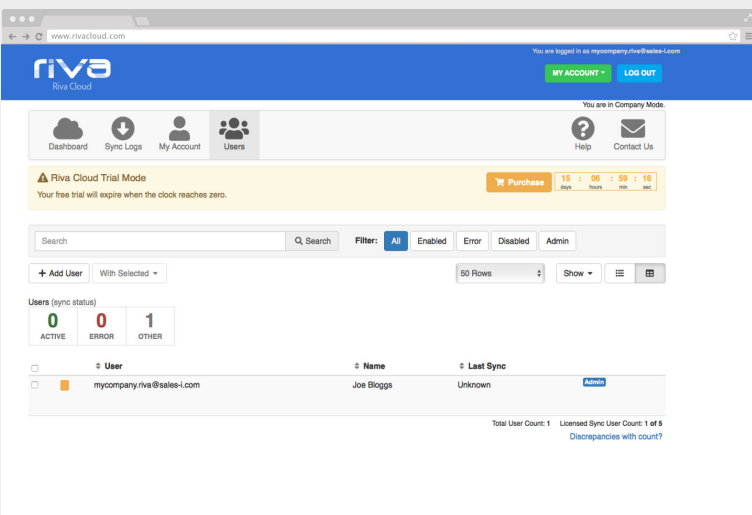 www.rivacloud.com
You are logged in as mycompany.riva@sales-i.com
riva
Riva Cloud
MY ACCOUNT
LOG OUT
You are in Company Mode.
Dashboard
Sync Logs
My Account
Users
Help
Contact Us
Riva Cloud Trial Mode
Your free trial will expire when the clock reaches zero.
Purchase
15 : 06 : 59 : 16
days hours min sec
Search
Search
Filter: All Enabled Error Disabled Admin
+ Add User
With Selected
50 Rows
Show
Users (sync status)
0 0 1
ACTIVE ERROR OTHER
User Name Last Sync
mycompany.riva@sales-i.com Joe Bloggs Unknown Admin
Total User Count: 1 Licensed Sync User Count: 1 of 5
Discrepancies with count?